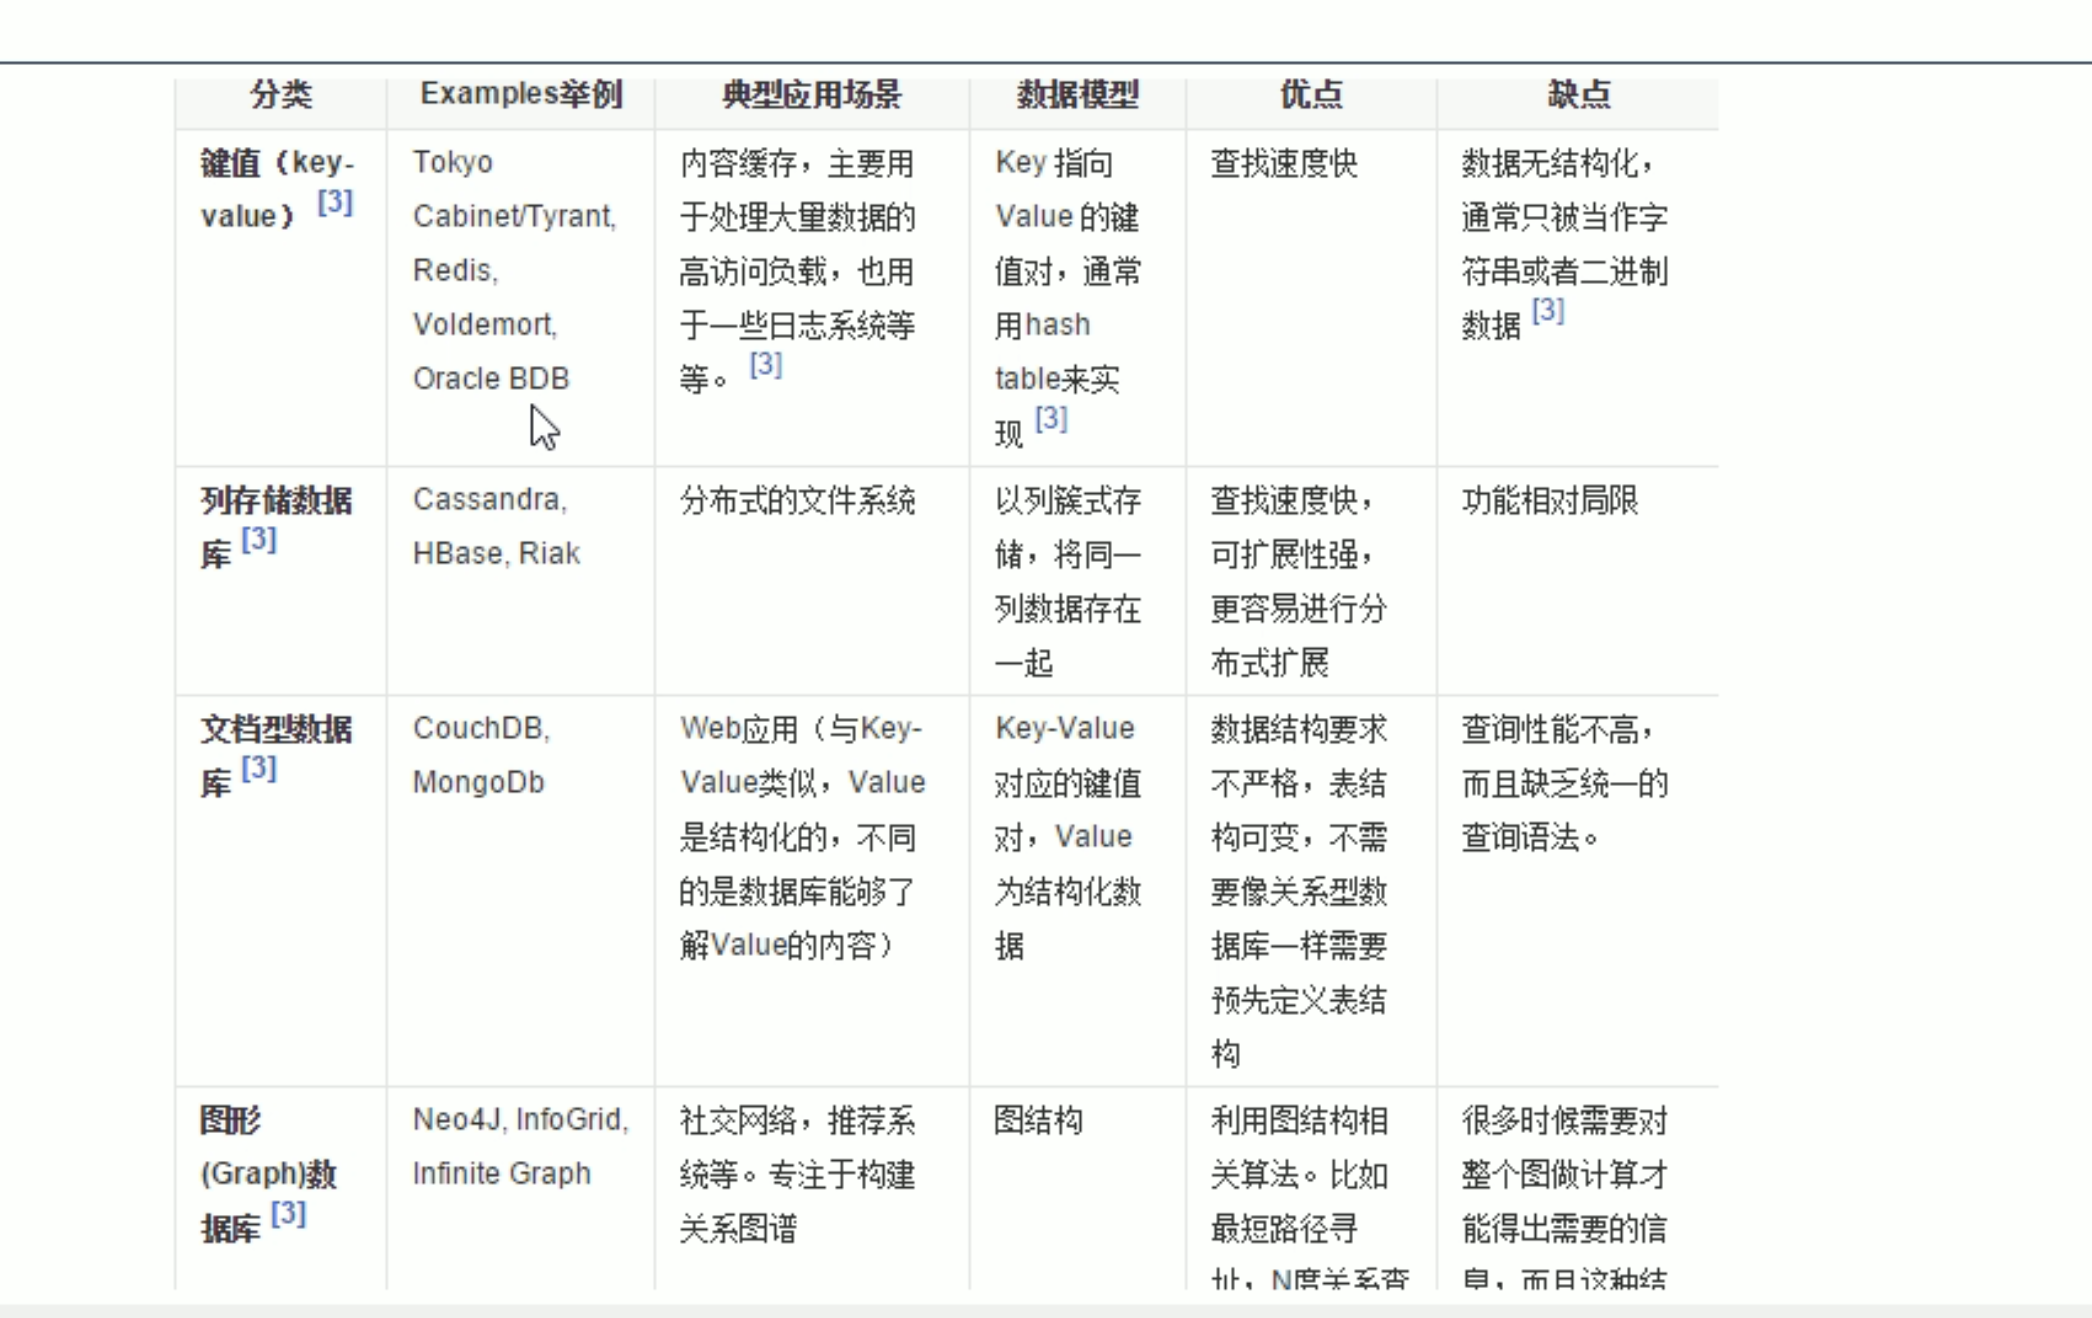 分类
Examples举例
典型应用场景
数据模型
优点
缺点
键值（key-
value）[3]
Tokyo
Cabinet/Tyrant,
Redis,
Voldemort,
Oracle BDB
内容缓存，主要用
于处理大量数据的
高访问负载，也用
于一些日志系统等
等。[3]
Key 指向
Value 的键
值对，通常
用hash
table来实
现[3]
查找速度快
数据无结构化，
通常只被当作字
符串或者二进制
数据[3]
列存储数据
库[3]
Cassandra,
HBase, Riak
分布式的文件系统
以列簇式存
储，将同一
列数据存在
一起
查找速度快，
可扩展性强，
更容易进行分
布式扩展
功能相对局限
文档型数据
库[3]
CouchDB,
MongoDb
Web应用（与Key-
Value类似，Value
是结构化的，不同
的是数据库能够了
解Value的内容）
Key-Value
对应的键值
对，Value
为结构化数
据
数据结构要求
不严格，表结
构可变，不需
要像关系型数
据库一样需要
预先定义表结
构
查询性能不高，
而且缺乏统一的
查询语法。
图形
(Graph)数
据库[3]
Neo4J, InfoGrid,
Infinite Graph
社交网络，推荐系
统等。专注于构建
关系图谱
图结构
利用图结构相
关算法。比如
最短路径寻
址，N度关系查
很多时候需要对
整个图做计算才
能得出需要的信
息，而且这种结